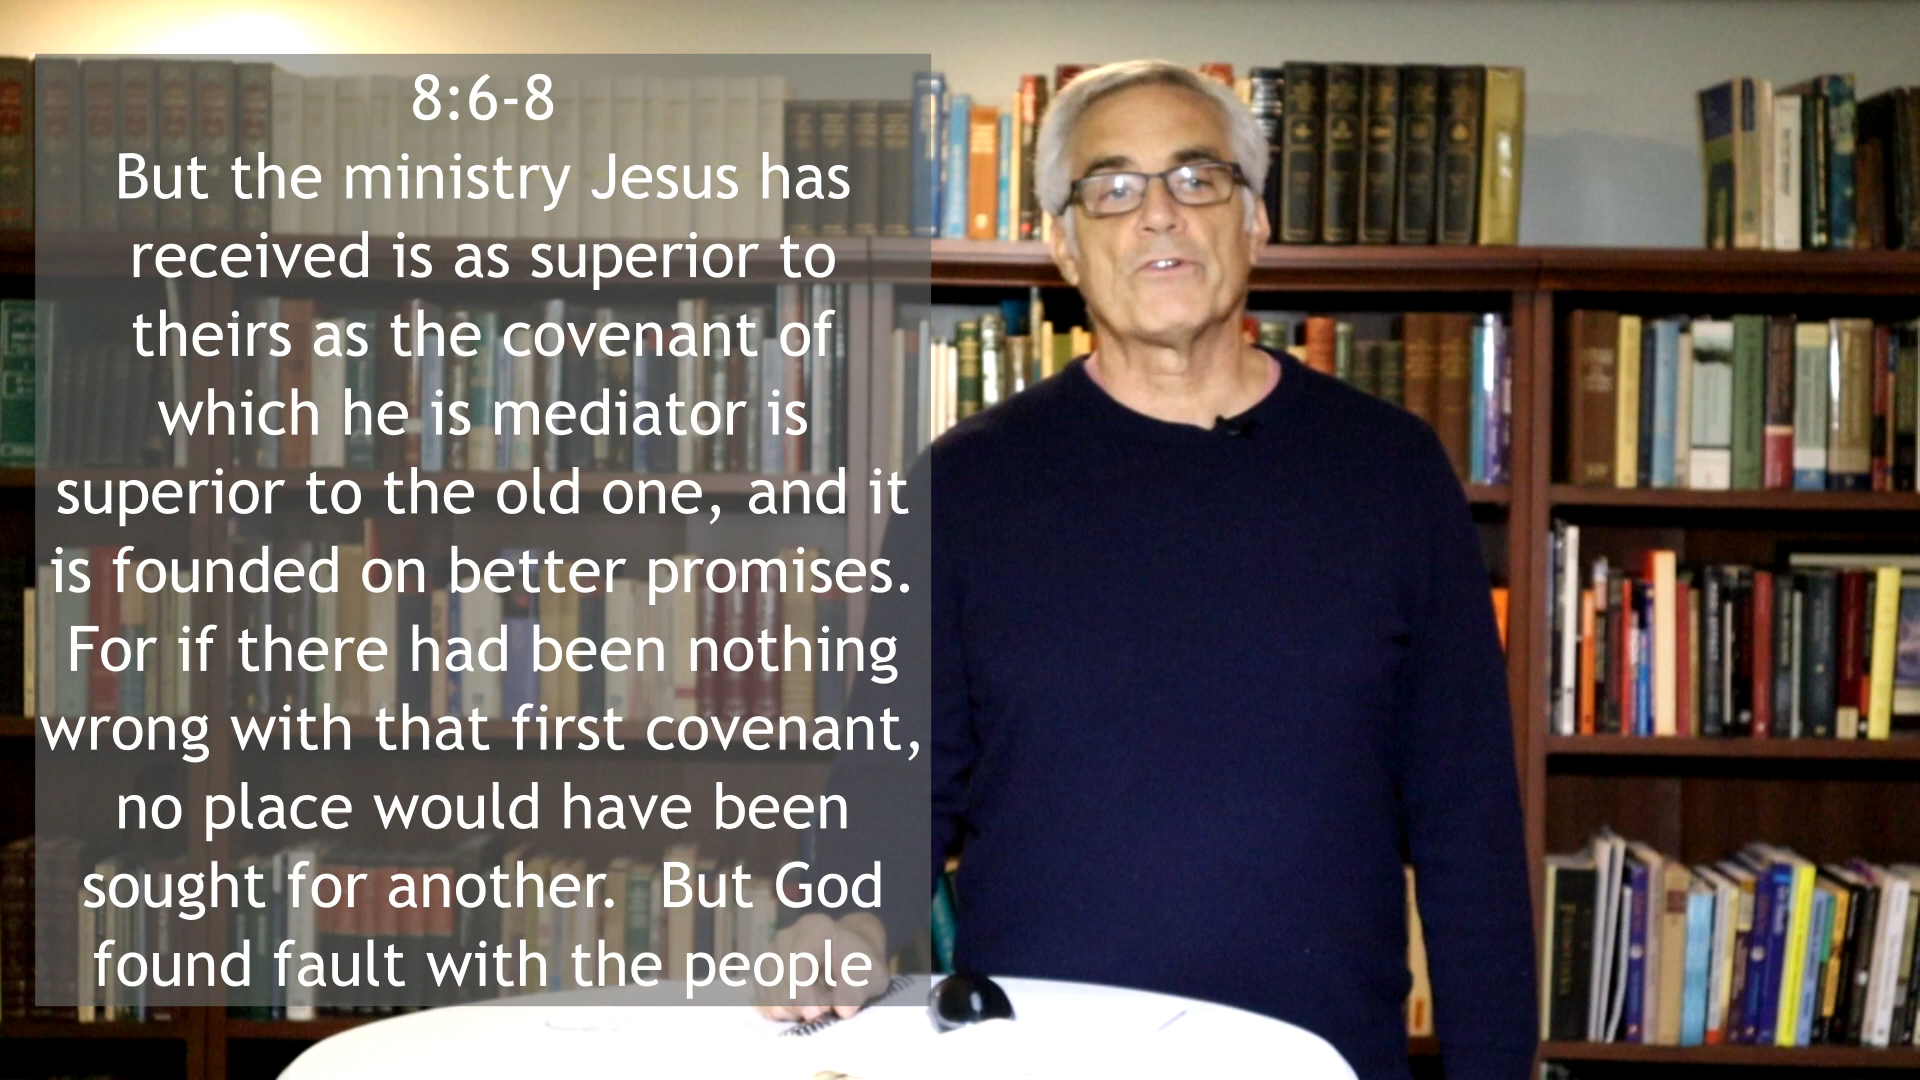 8:6-8
But the ministry Jesus has
received is as superior to
theirs as the covenant of
which he is mediator is
superior to the old one, and it
is founded on better promises.
For if there had been nothing
wrong with that first covenant,
no place would have been
sought for another.  But God
found fault with the people